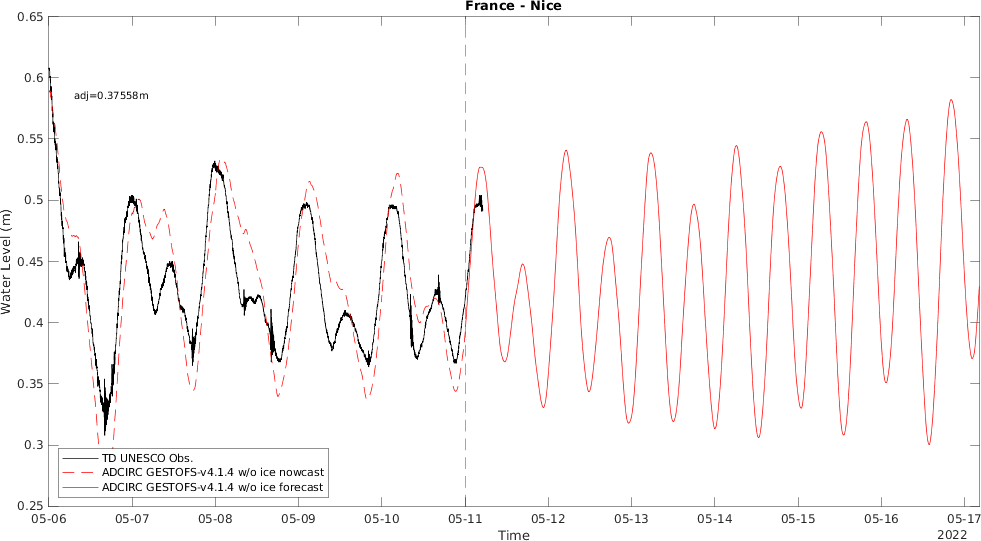 France - Nice
0.65
0.6
0.55
0.5
0.45
0.4
0.35
0.3
0.25
Water Level (m)
adj=0.37558m
TD UNESCO Obs.
ADCIRC GESTOFS-v4.1.4 w/o ice nowcast
ADCIRC GESTOFS-v4.1.4 w/o ice forecast
05-06 05-07 05-08 05-09 05-10 05-11 05-12 05-13 05-14 05-15 05-16 05-17
Time
2022